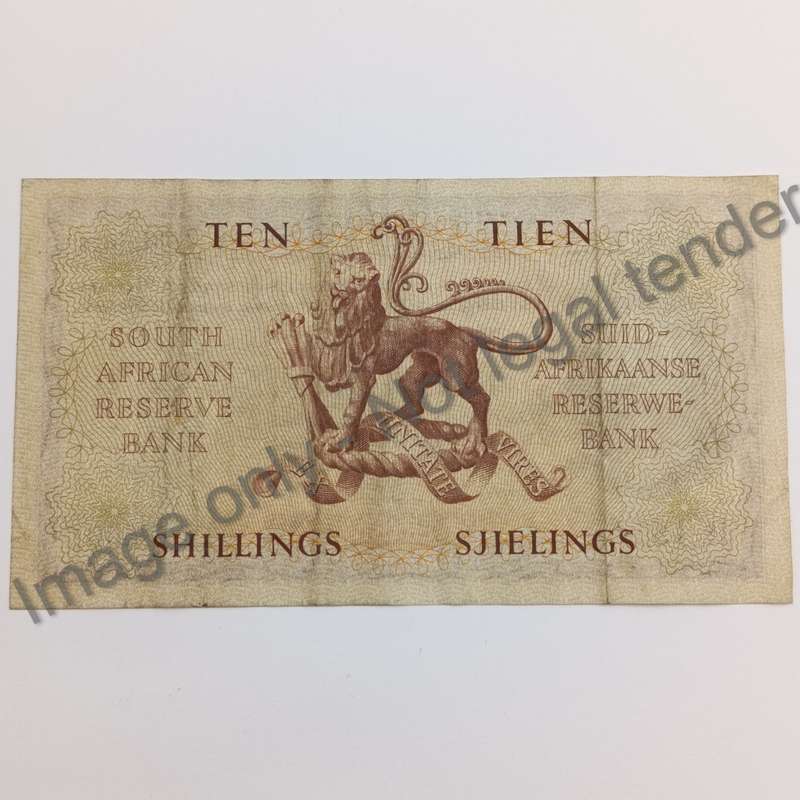 TEN TIEN
SOUTH
AFRICAN
RESERVE
BANK
SUID-
AFRIKAANSE
RESERWE-
BANK
EX
UNITATE
VIRES
SHILLINGS SJIELINGS
Image only - Not legal tender